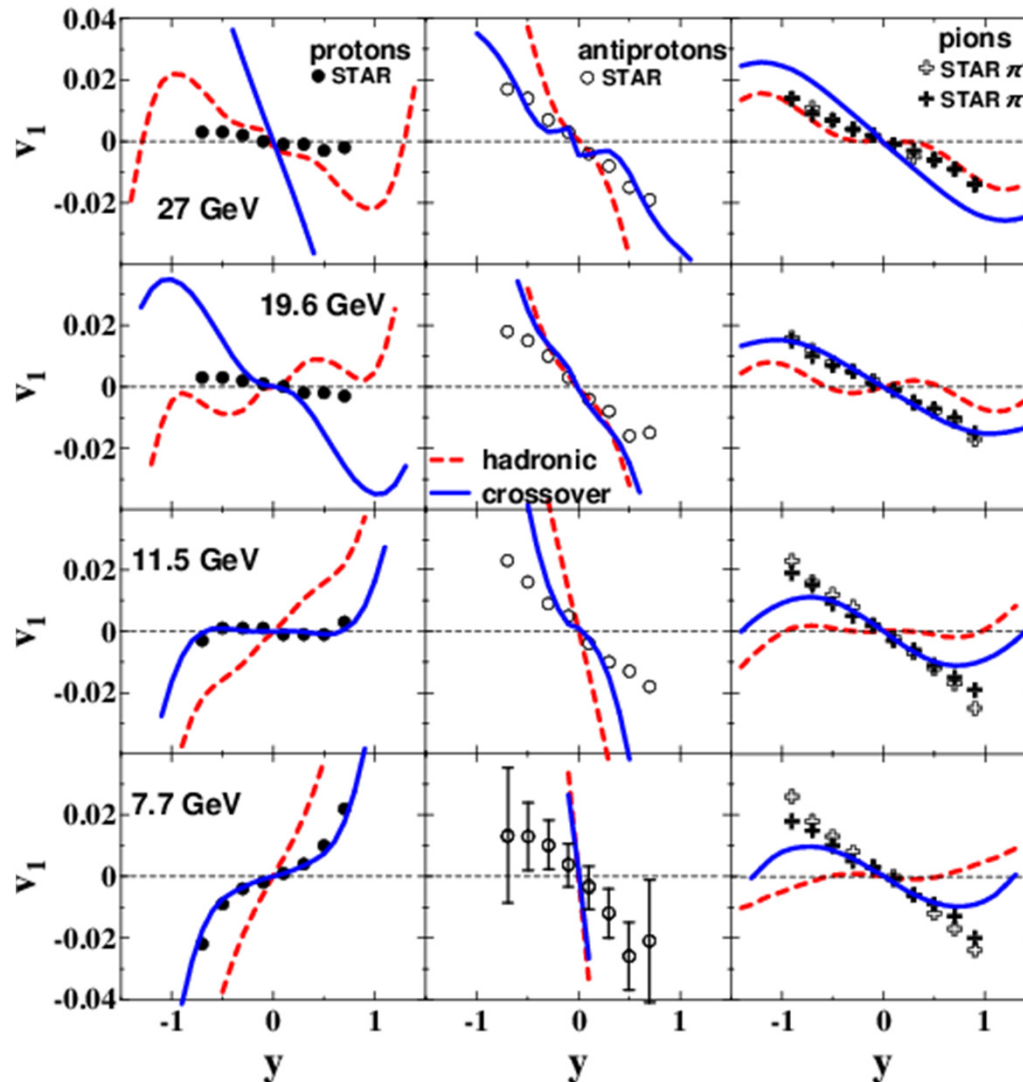 protons
● STAR
antiprotons
○ STAR
pions
STAR π
STAR π
27 GeV
19.6 GeV
hadronic
crossover
11.5 GeV
7.7 GeV
0.04
0.02
0
-0.02
v₁
0.02
0
-0.02
v₁
0.02
0
-0.02
v₁
0.02
0
-0.02
-0.04
v₁
-1 0 1
-1 0 1
-1 0 1
y
y
y